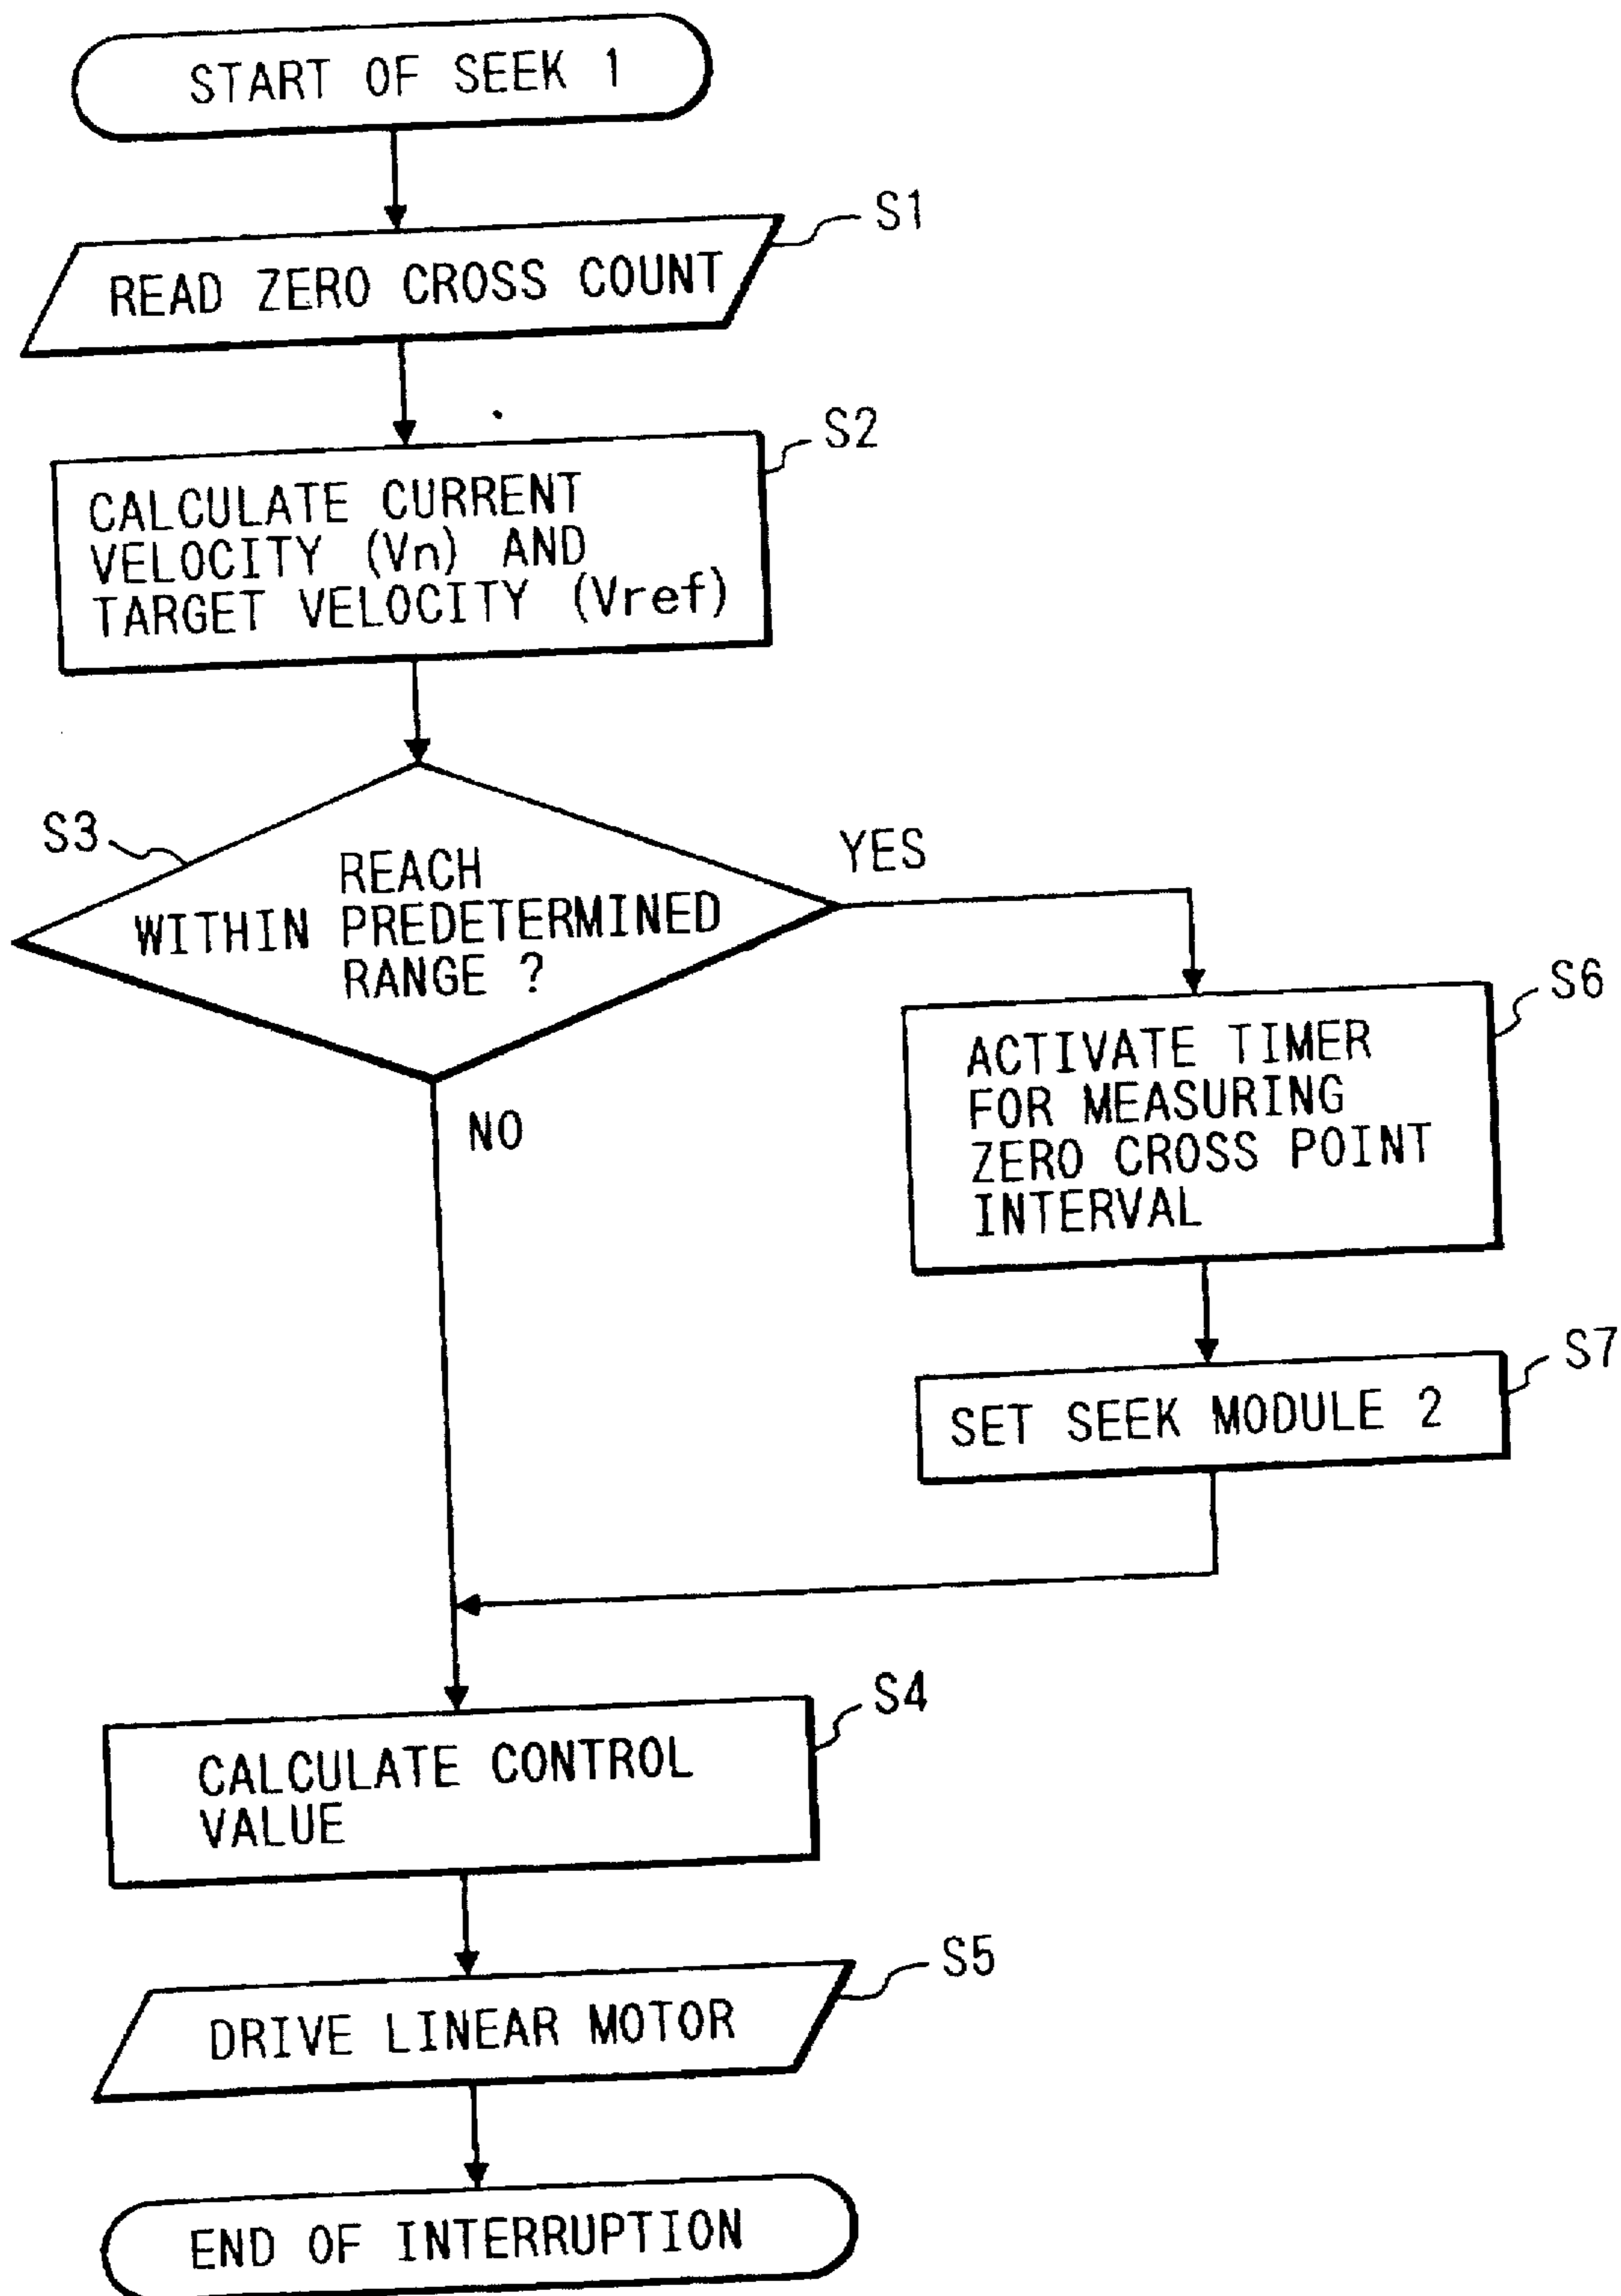 START OF SEEK 1
S1
READ ZERO CROSS COUNT
S2
CALCULATE CURRENT
VELOCITY (Vn) AND
TARGET VELOCITY (Vref)
S3
REACH
WITHIN PREDETERMINED
RANGE ?
YES
NO
S6
ACTIVATE TIMER
FOR MEASURING
ZERO CROSS POINT
INTERVAL
S7
SET SEEK MODULE 2
S4
CALCULATE CONTROL
VALUE
S5
DRIVE LINEAR MOTOR
END OF INTERRUPTION